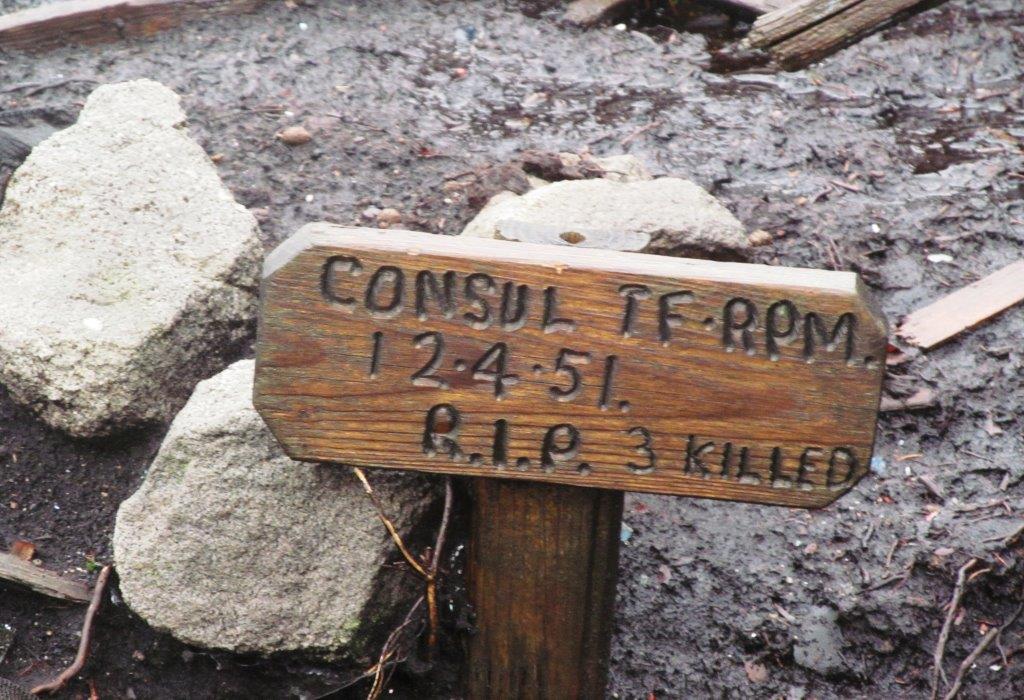 CONSUL TF-RPM.
12.4.51.
R.I.P. 3 KILLED